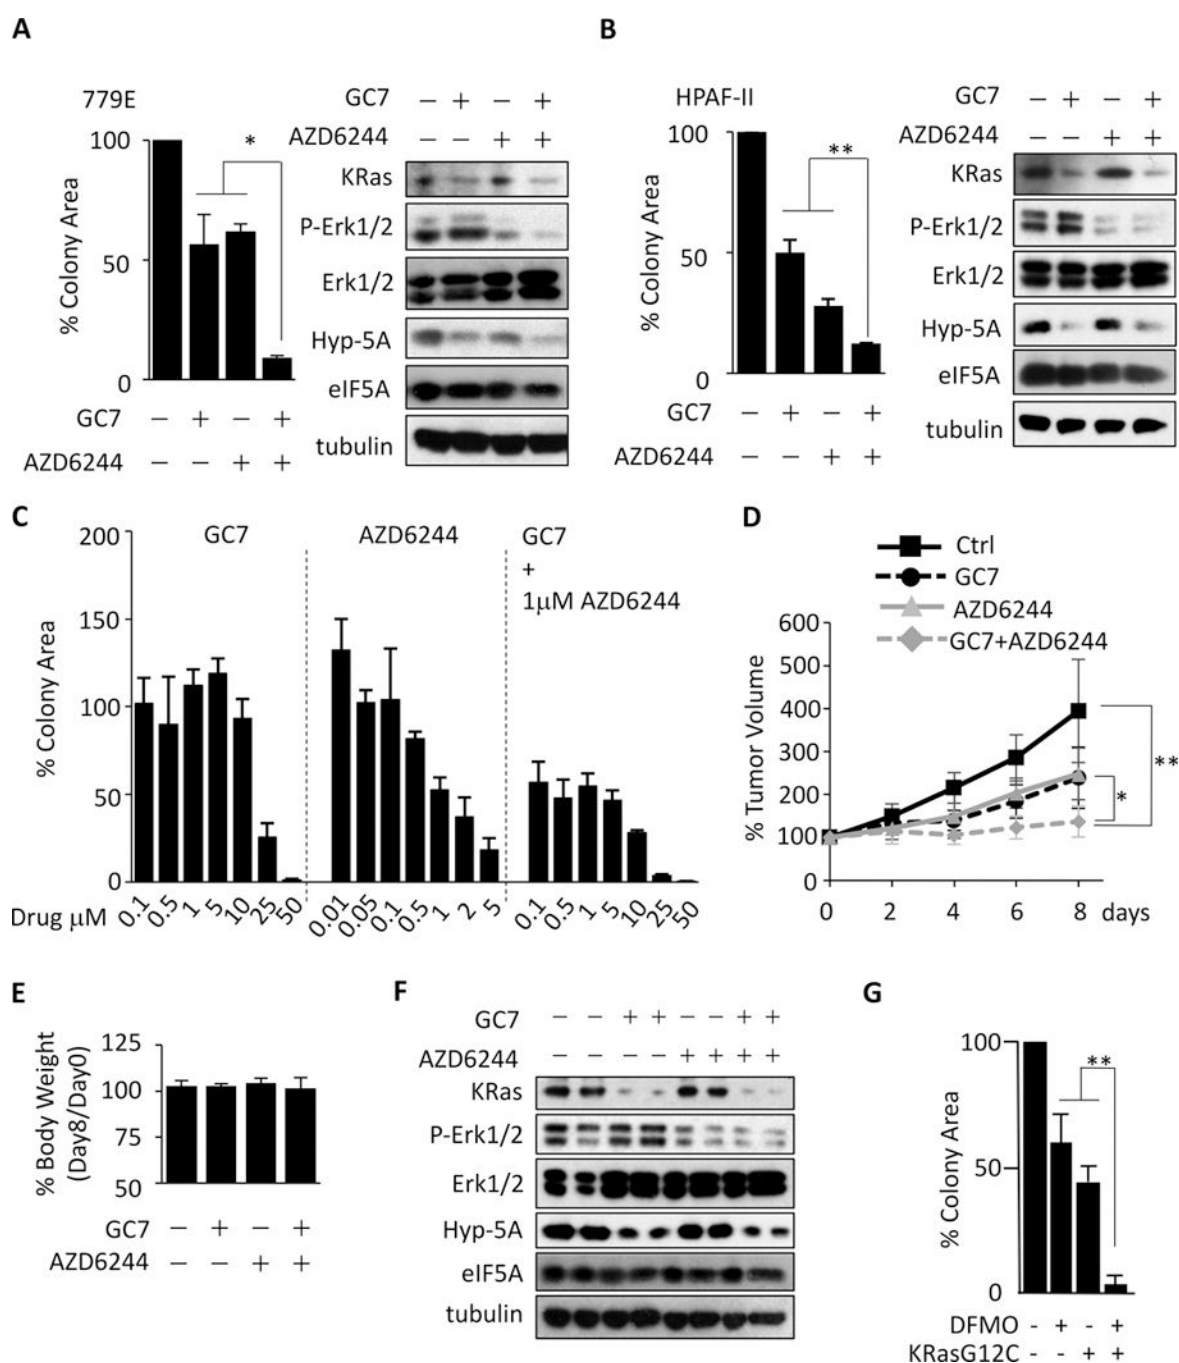 A
779E
GC7 − + − +
AZD6244 − − + +
100
50
0
% Colony Area
*
GC7 − + − +
AZD6244 − − + +
KRas
P-Erk1/2
Erk1/2
Hyp-5A
eIF5A
tubulin
B
HPAF-II
GC7 − + − +
AZD6244 − − + +
100
50
0
% Colony Area
**
GC7 − + − +
AZD6244 − − + +
KRas
P-Erk1/2
Erk1/2
Hyp-5A
eIF5A
tubulin
C
GC7
AZD6244
GC7
+
1µM AZD6244
200
150
100
50
0
% Colony Area
Drug µM 0.1 0.5 1 5 10 25 50 0.01 0.05 0.1 0.5 1 2 5 0.1 0.5 1 5 10 25 50
D
Ctrl
GC7
AZD6244
GC7+AZD6244
600
500
400
300
200
100
0
% Tumor Volume
**
*
0 2 4 6 8 days
E
125
100
75
50
% Body Weight
(Day8/Day0)
GC7 − + − +
AZD6244 − − + +
F
GC7 − − + + − − + +
AZD6244 − − − − + + + +
KRas
P-Erk1/2
Erk1/2
Hyp-5A
eIF5A
tubulin
G
100
50
0
% Colony Area
**
DFMO - + - +
KRasG12C - - + +